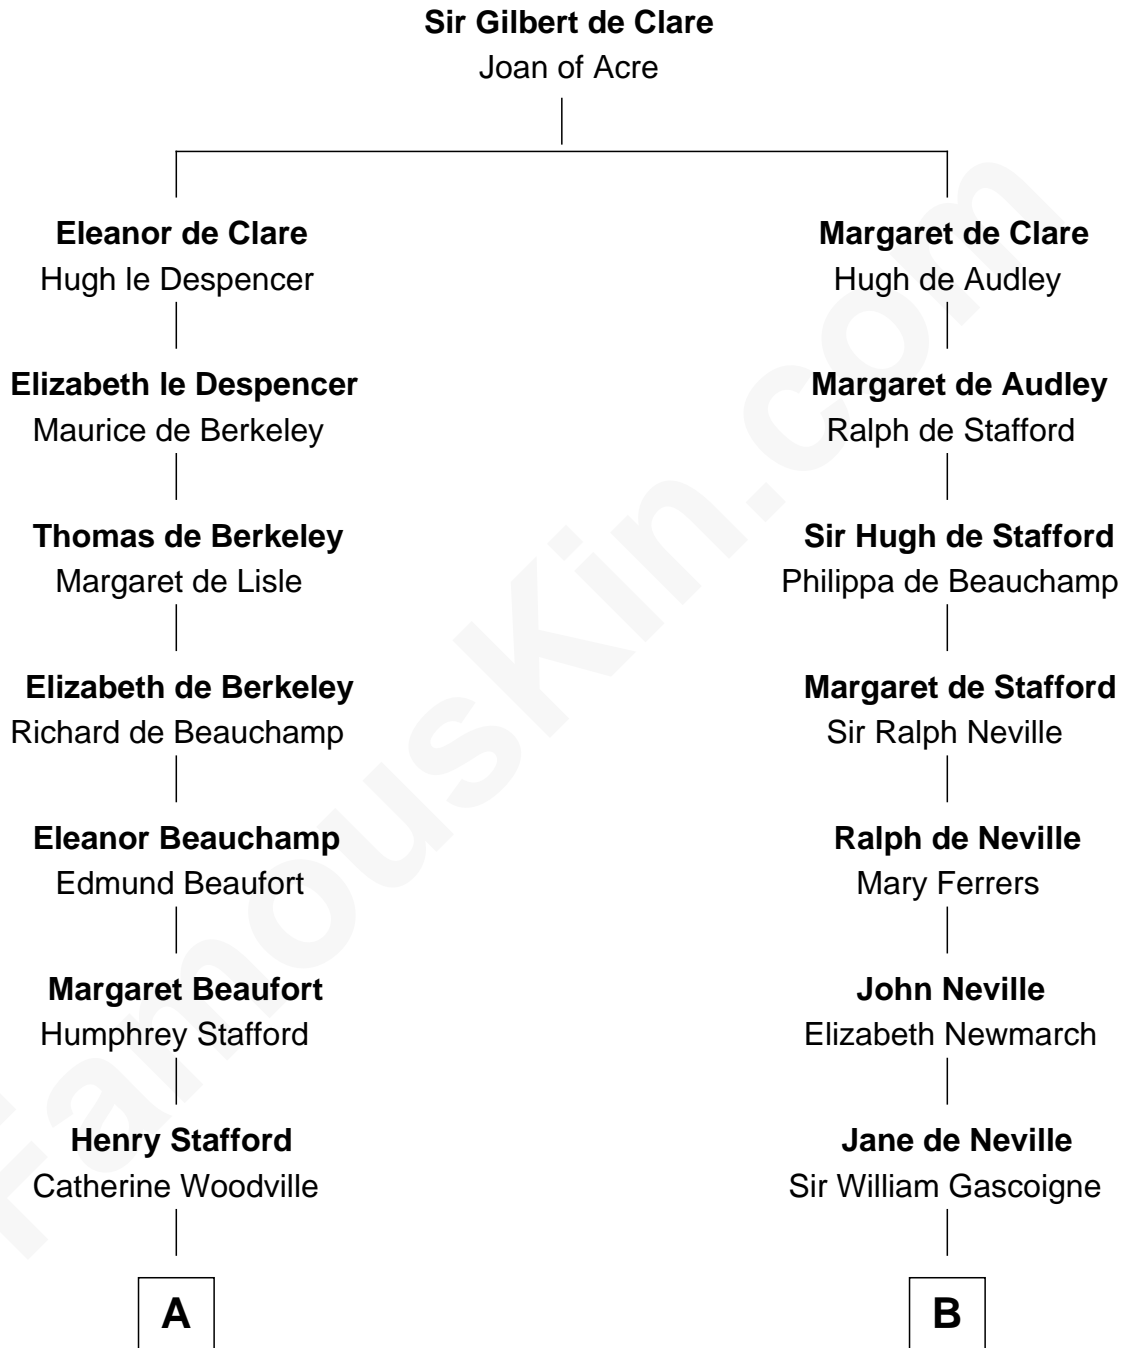 Sir Gilbert de Clare
Joan of Acre
Eleanor de Clare
Hugh le Despencer
Margaret de Clare
Hugh de Audley
Elizabeth le Despencer
Maurice de Berkeley
Margaret de Audley
Ralph de Stafford
Thomas de Berkeley
Margaret de Lisle
Sir Hugh de Stafford
Philippa de Beauchamp
Elizabeth de Berkeley
Richard de Beauchamp
Margaret de Stafford
Sir Ralph Neville
Eleanor Beauchamp
Edmund Beaufort
Ralph de Neville
Mary Ferrers
Margaret Beaufort
Humphrey Stafford
John Neville
Elizabeth Newmarch
Henry Stafford
Catherine Woodville
Jane de Neville
Sir William Gascoigne
A
B
FamousKin.com